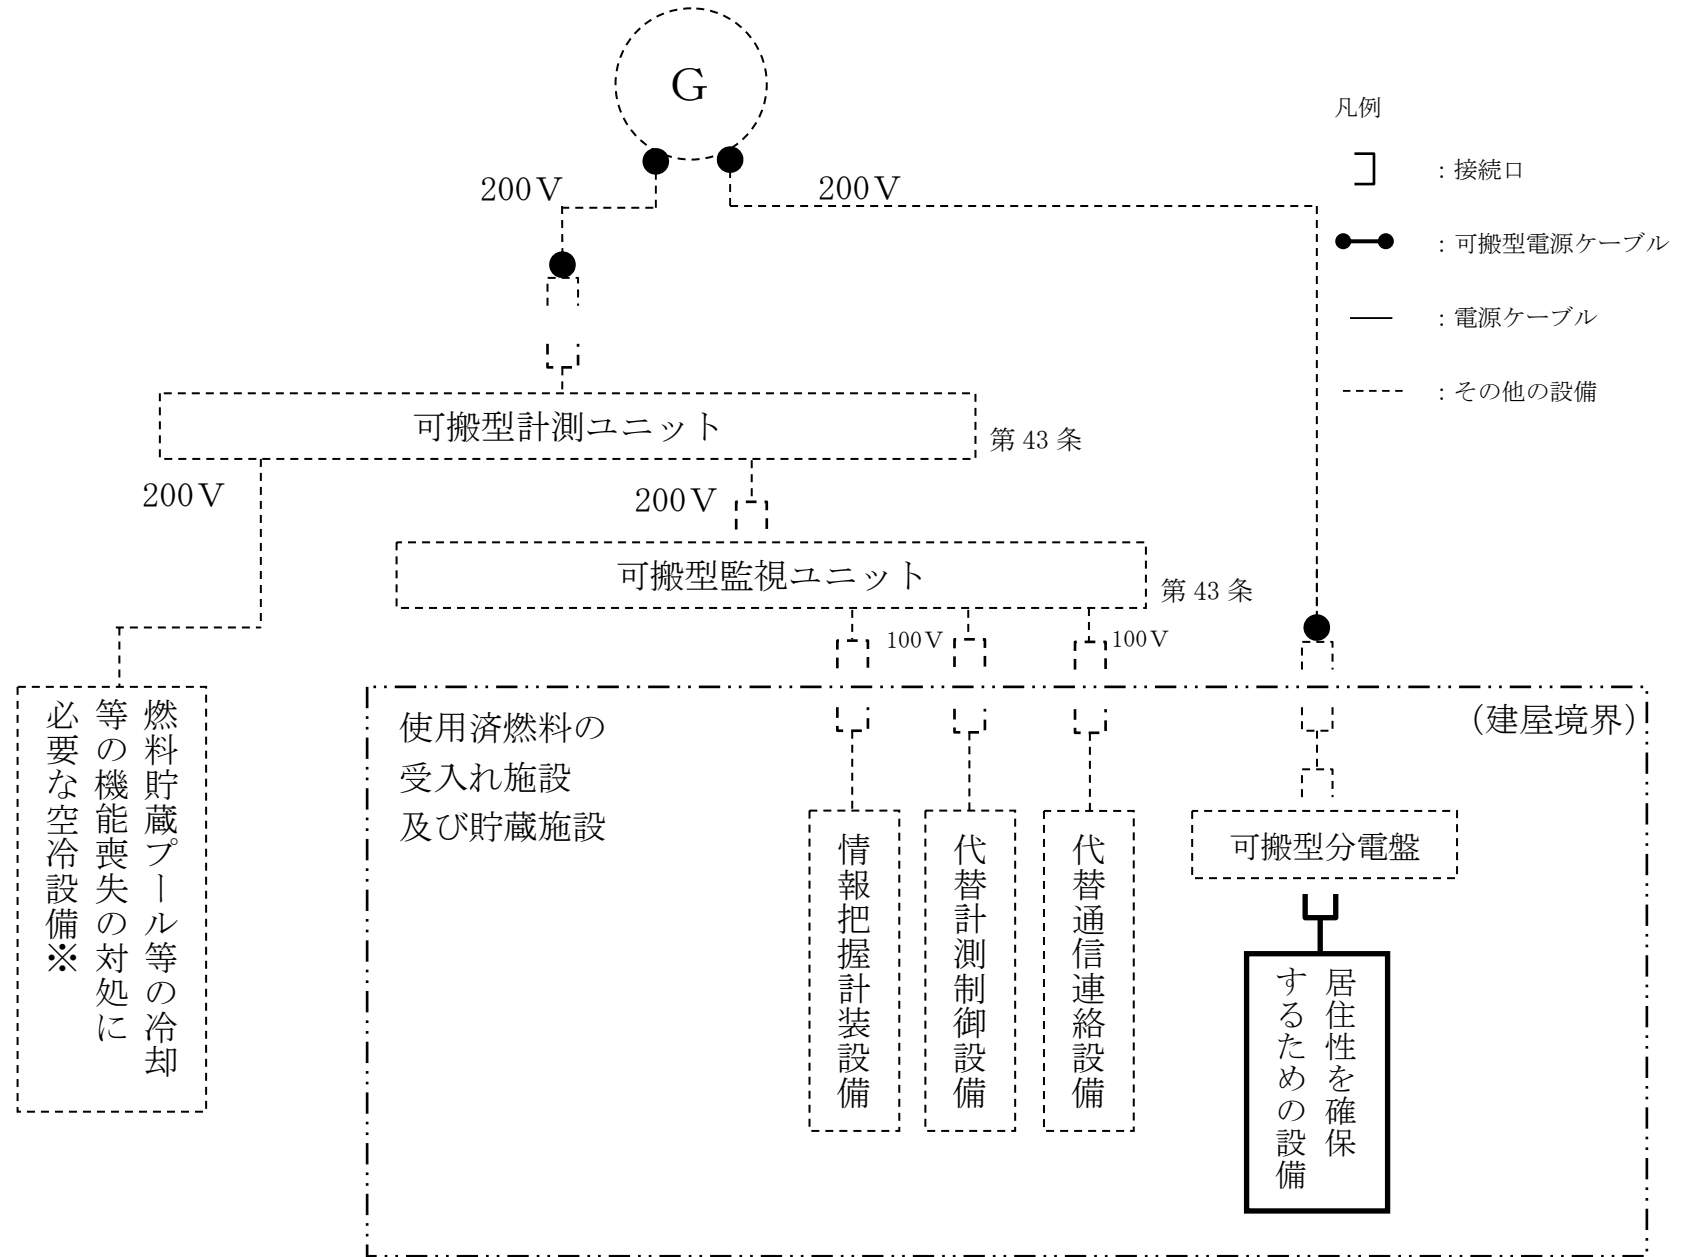 G
200V
200V
凡例
：接続口
：可搬型電源ケーブル
：電源ケーブル
：その他の設備
可搬型計測ユニット
第 43 条
200V
200V
可搬型監視ユニット
第 43 条
100V
100V
使用済燃料の
受入れ施設
及び貯蔵施設
（建屋境界）
燃料貯蔵プール等の冷却
等の機能喪失の対処に
必要な空冷設備※
情報把握計装設備
代替計測制御設備
代替通信連絡設備
可搬型分電盤
居住性を確保
するための設備